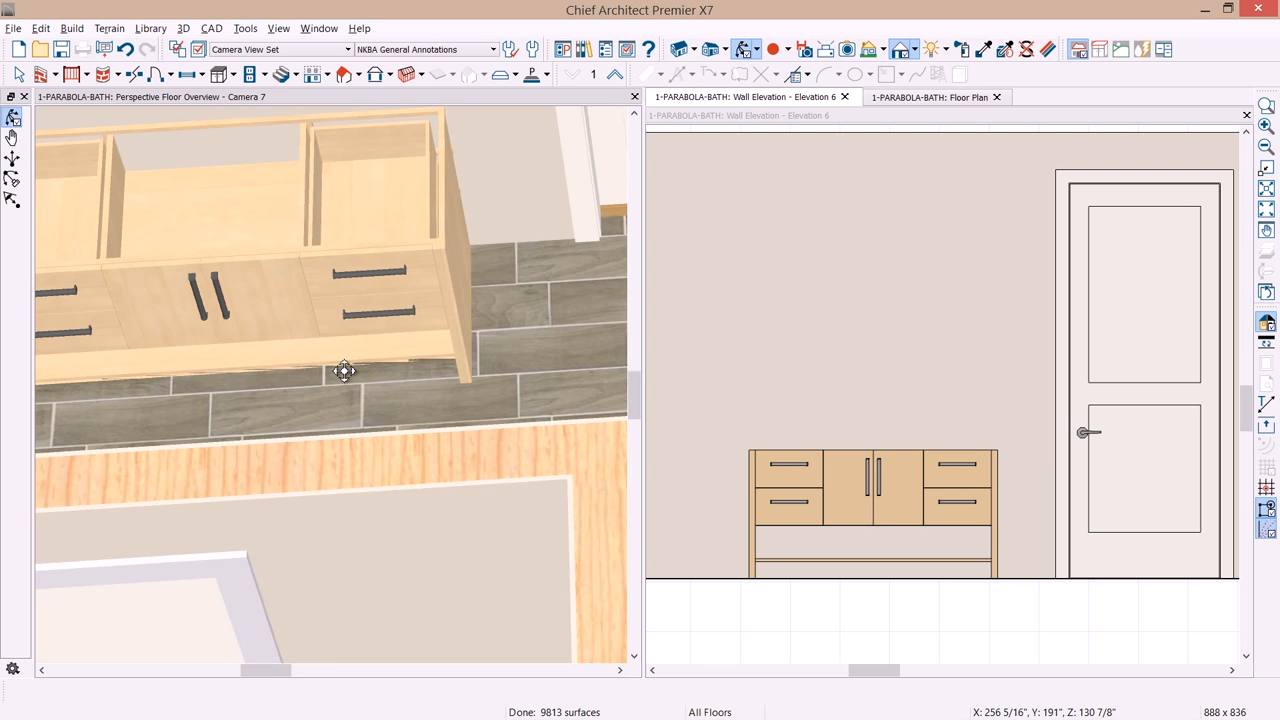 Chief Architect Premier X7
File Edit Build Terrain Library 3D CAD Tools View Window Help
Camera View Set
NKBA General Annotations
1
1-PARABOLA-BATH: Perspective Floor Overview - Camera 7
1-PARABOLA-BATH: Wall Elevation - Elevation 6
1-PARABOLA-BATH: Floor Plan
1-PARABOLA-BATH: Wall Elevation - Elevation 6
Done: 9813 surfaces
All Floors
X: 256 5/16", Y: 191", Z: 130 7/8"
888 x 836